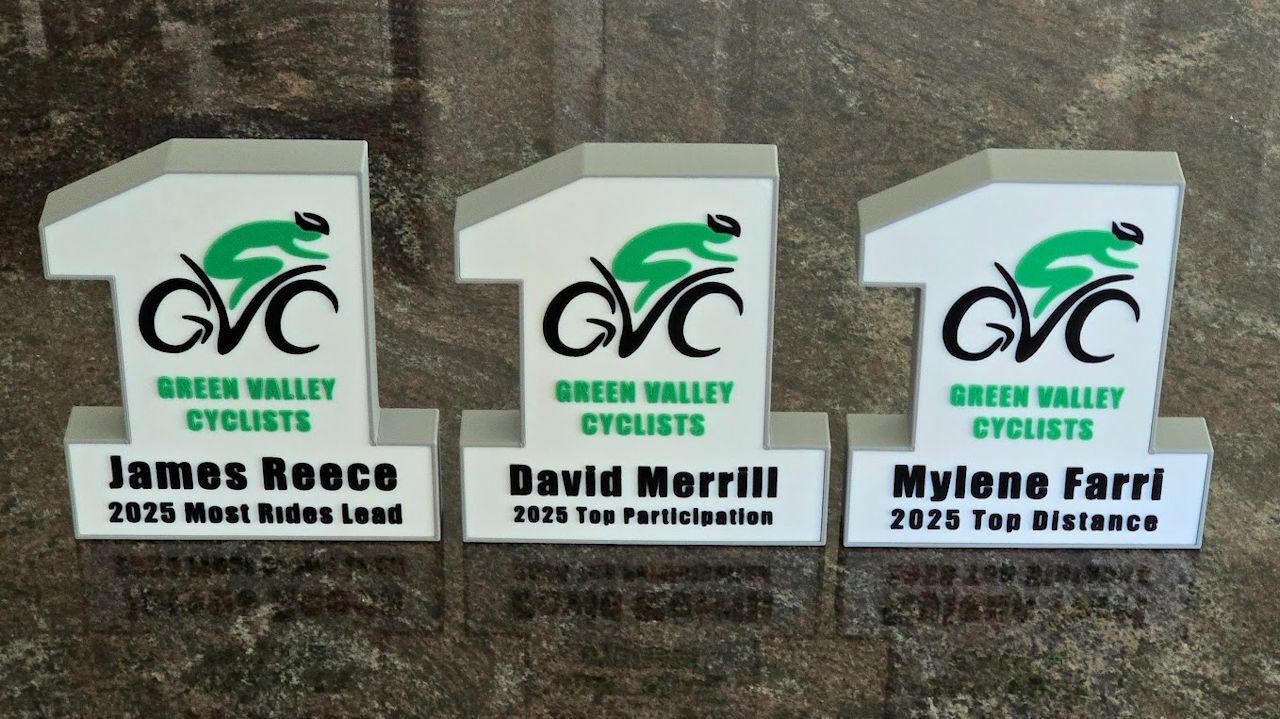 GVC
GREEN VALLEY
CYCLISTS
James Reece
2025 Most Rides Lead
GVC
GREEN VALLEY
CYCLISTS
David Merrill
2025 Top Participation
GVC
GREEN VALLEY
CYCLISTS
Mylene Farri
2025 Top Distance